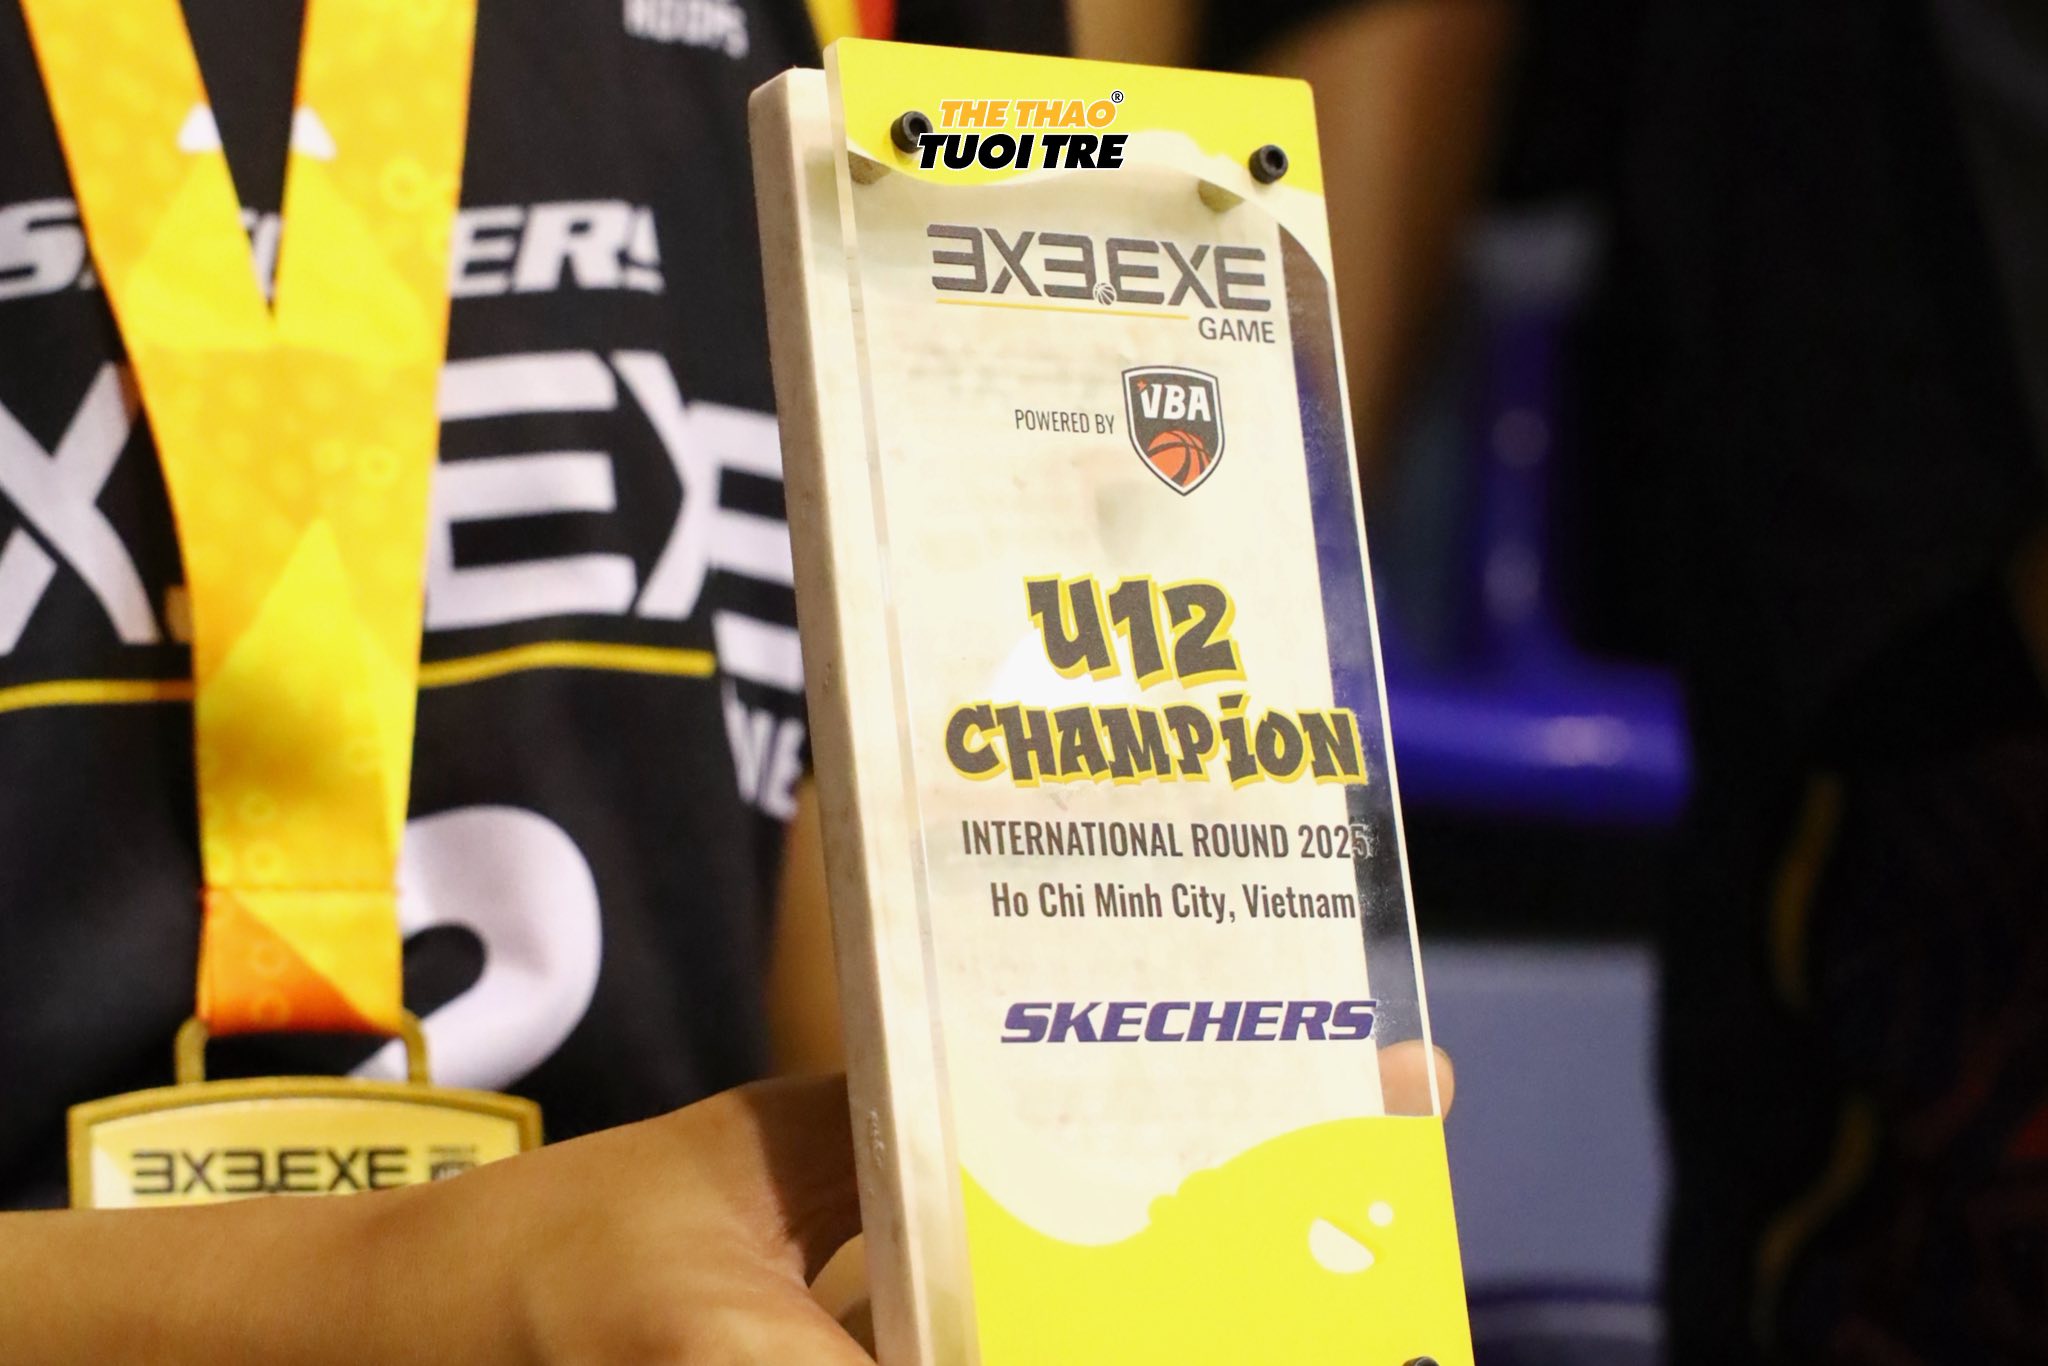 THE THAO®
TUOI TRE
3X3.EXE
GAME
POWERED BY
VBA
U12
CHAMPiON
INTERNATIONAL ROUND 2025
Ho Chi Minh City, Vietnam
SKECHERS
HOOPS
3X3.EXE